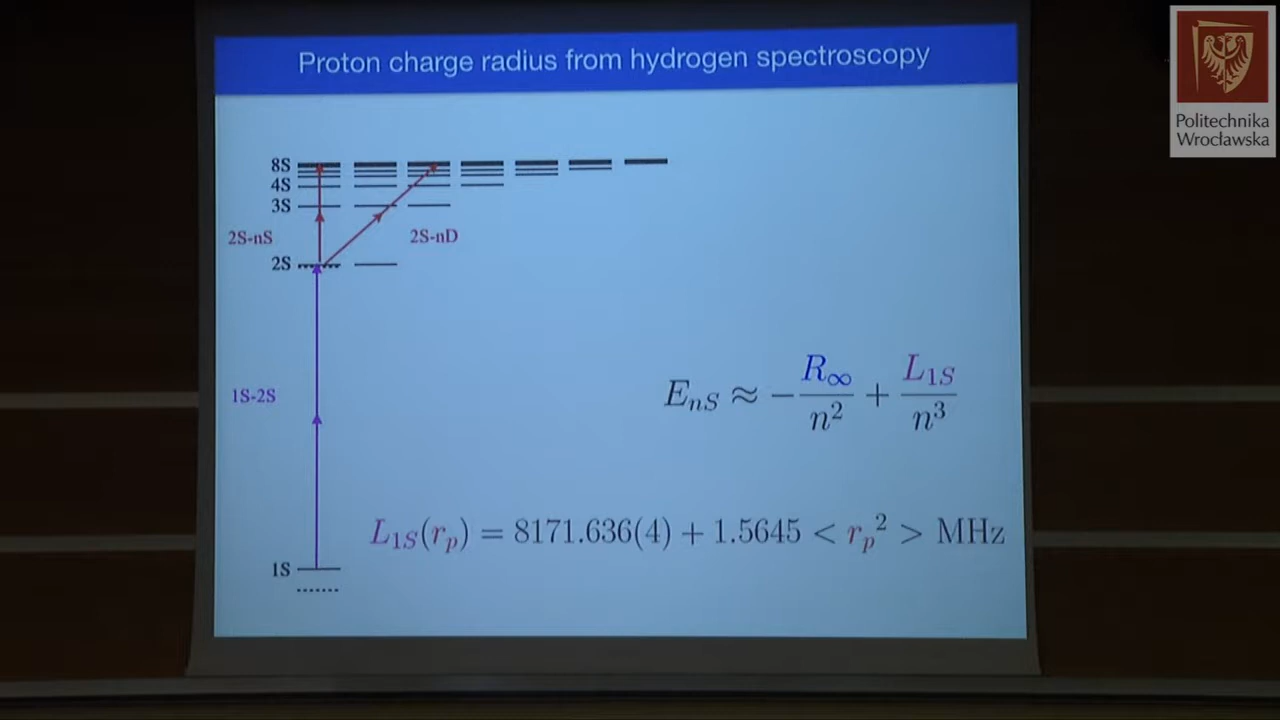 Proton charge radius from hydrogen spectroscopy
Politechnika
Wrocławska
8S
4S
3S
2S-nS
2S-nD
2S
1S-2S
E_{nS} ≈ -\frac{R_∞}{n^2} + \frac{L_{1S}}{n^3}
L_{1S}(r_p) = 8171.636(4) + 1.5645 < r_p^2 > MHz
1S